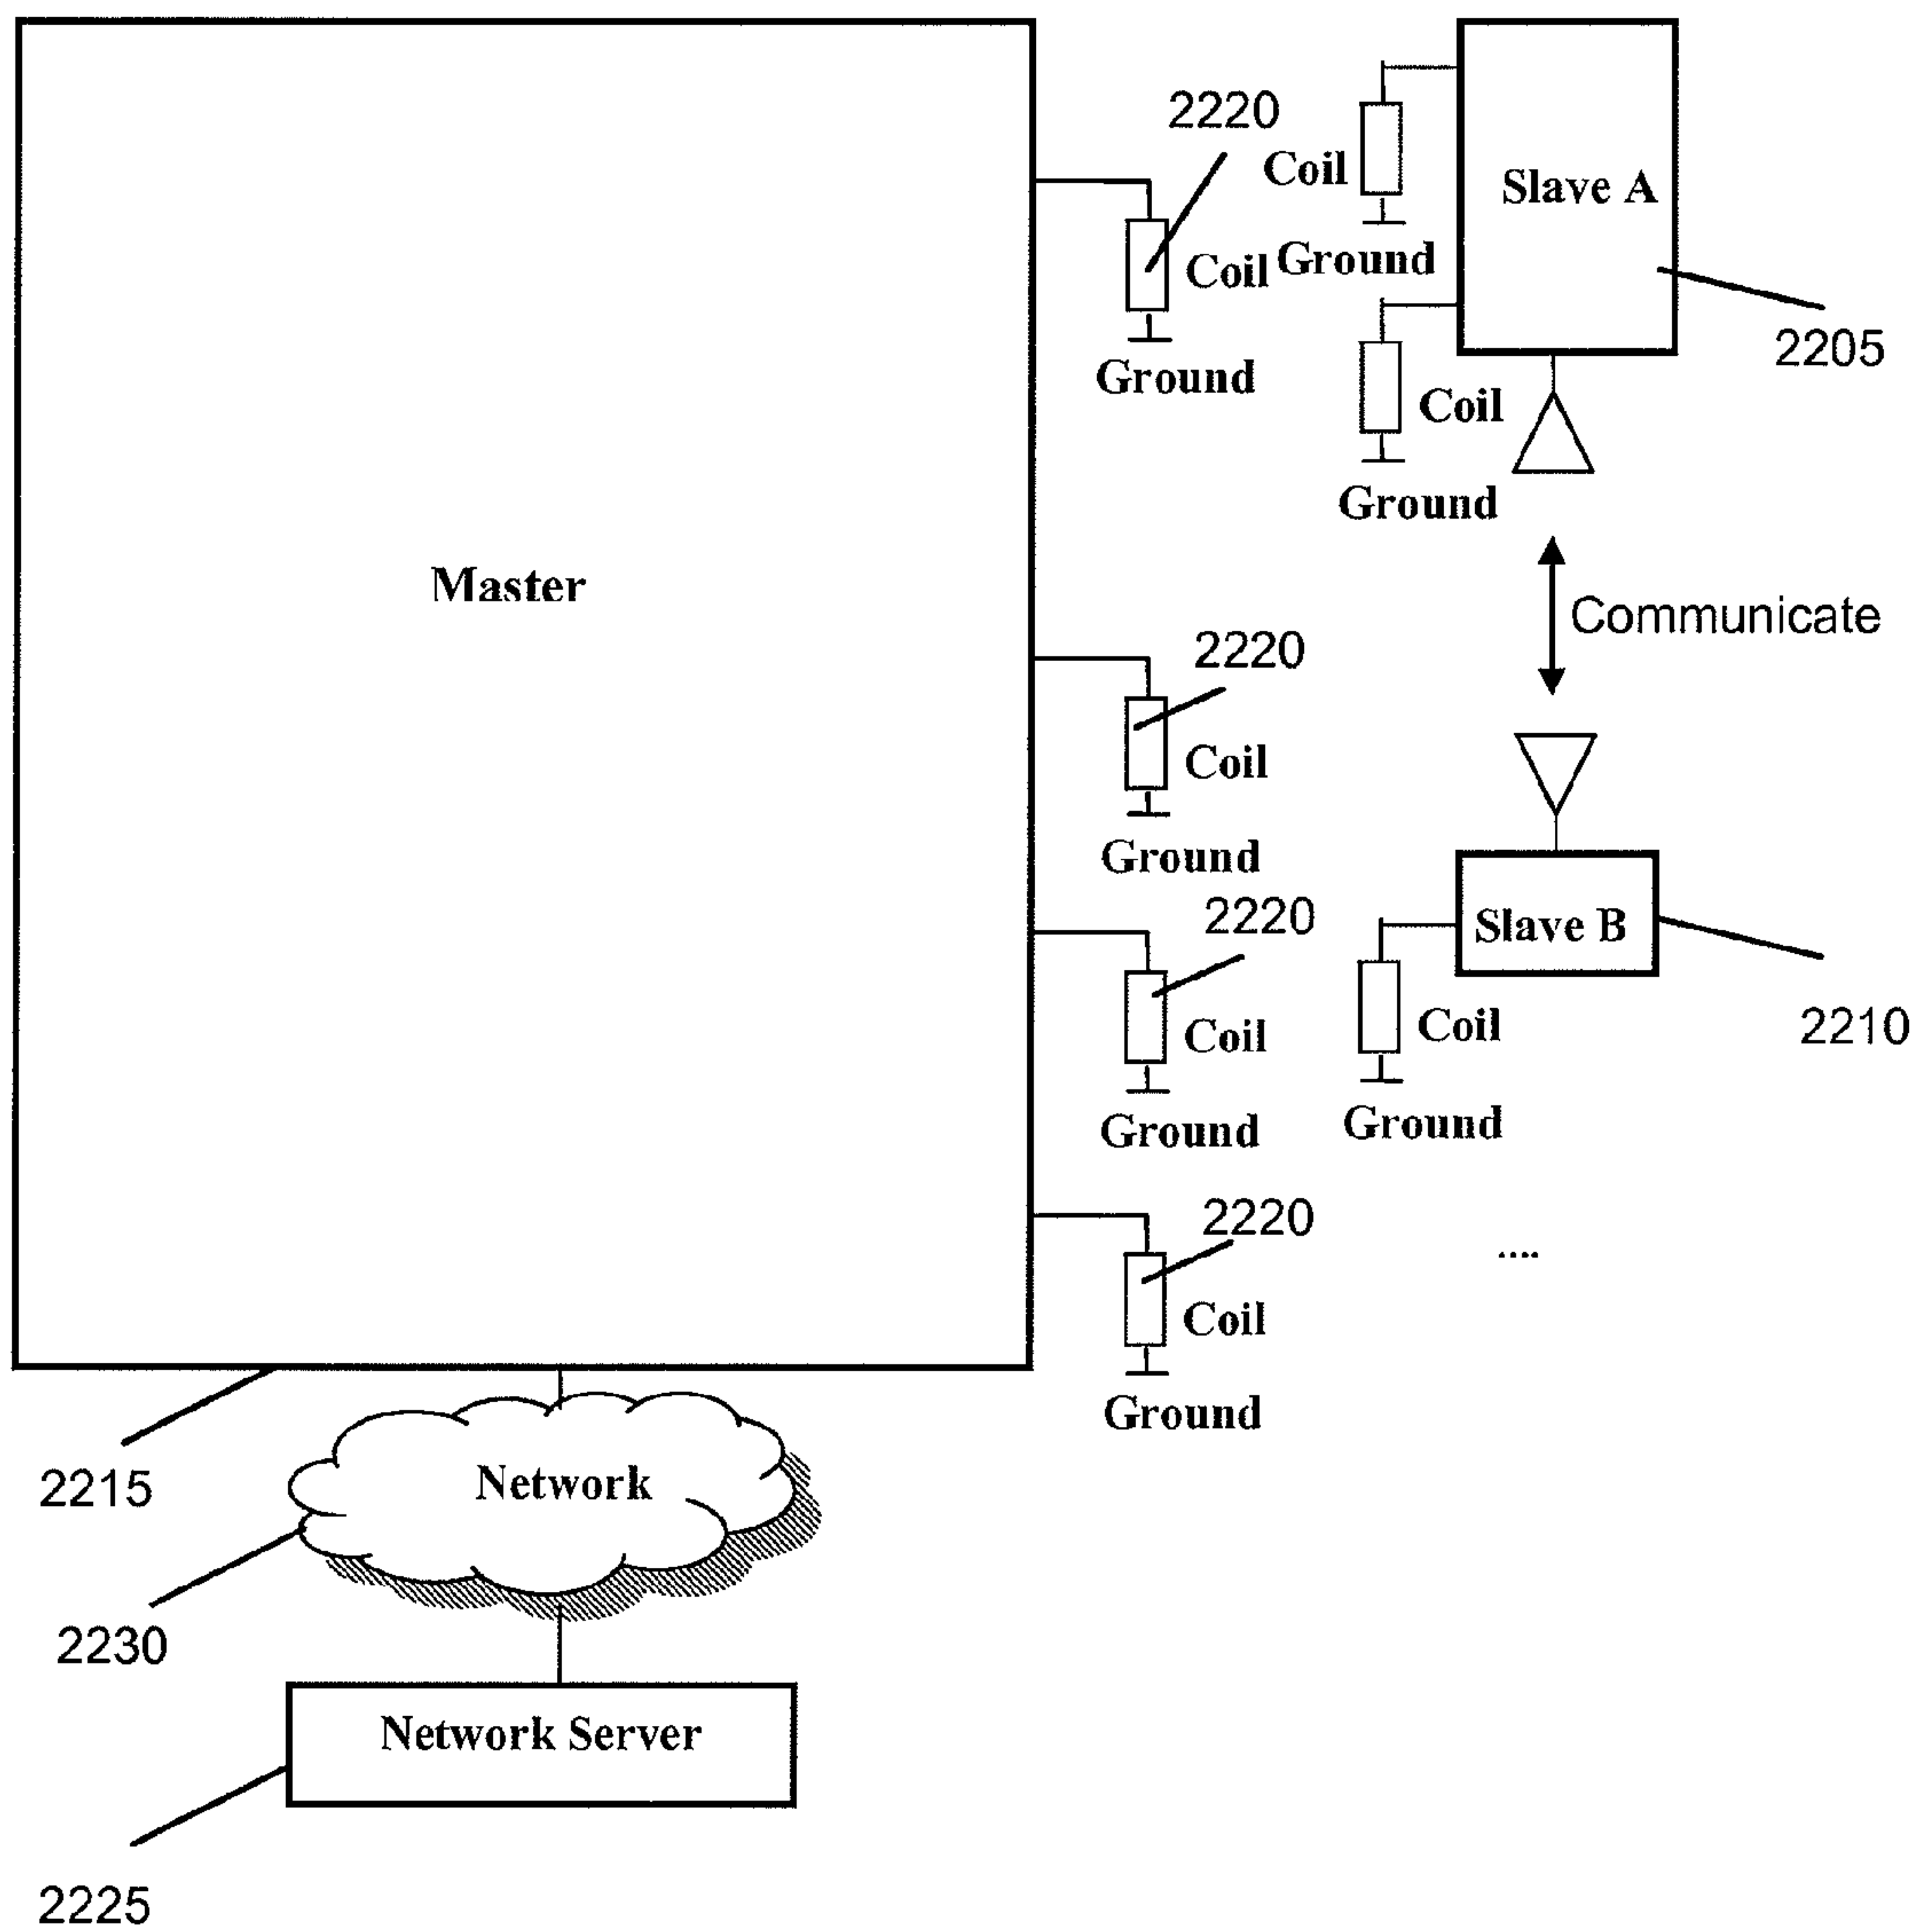 2220
Coil
Slave A
Coil
Ground
2205
Ground
Coil
Ground
Master
Communicate
2220
Coil
Ground
2220
Slave B
Coil
Coil
2210
Ground
Ground
2220
....
Coil
Ground
2215
Network
2230
Network Server
2225